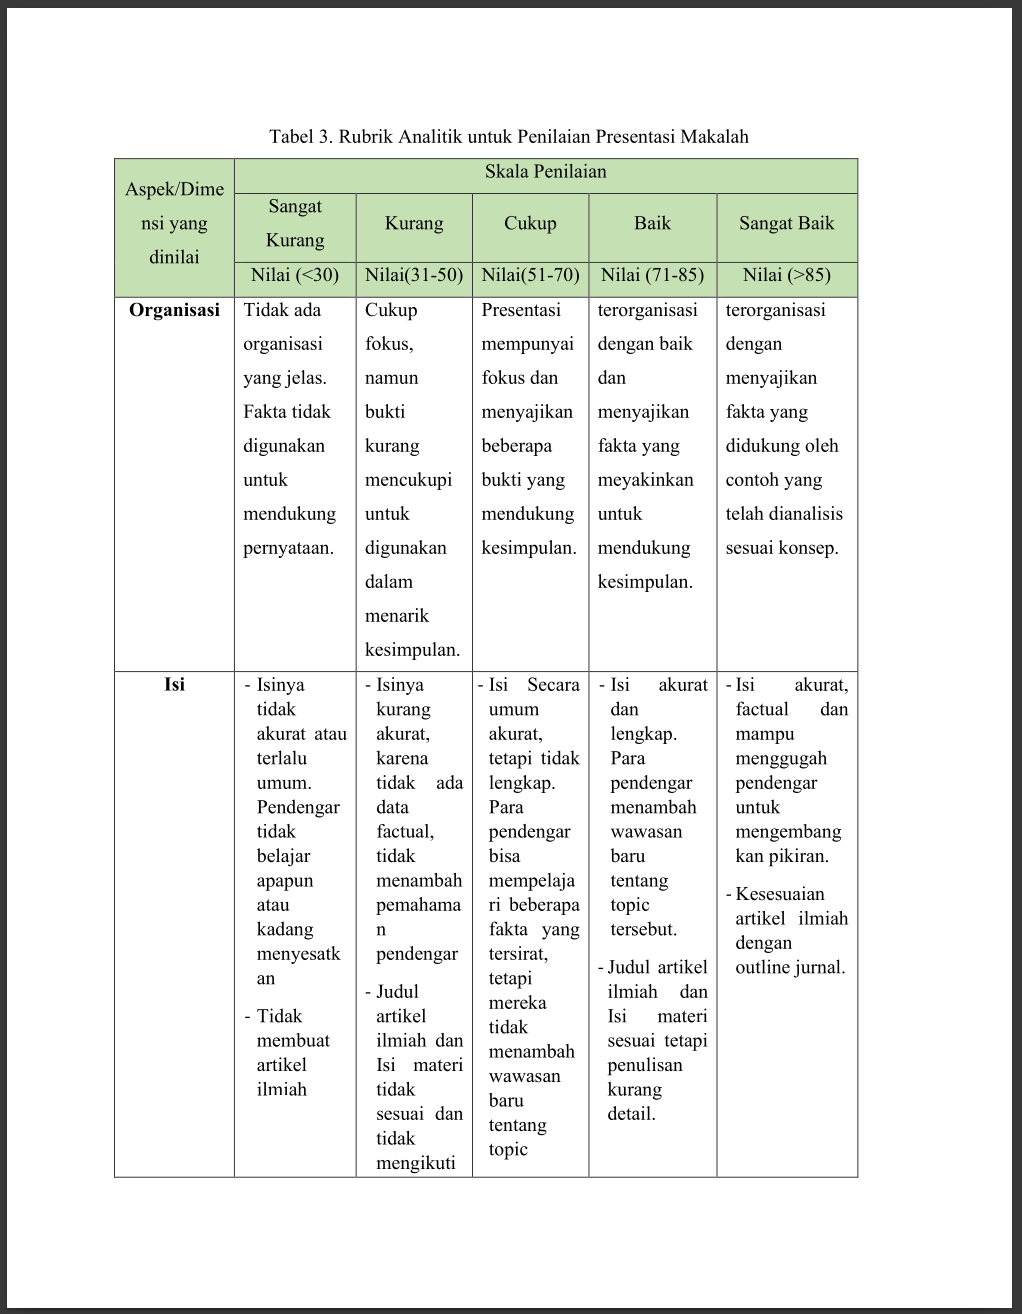 Tabel 3. Rubrik Analitik untuk Penilaian Presentasi Makalah
Aspek/Dime
nsi yang
dinilai
Skala Penilaian
Sangat
Kurang
Kurang
Cukup
Baik
Sangat Baik
Nilai (<30)
Nilai(31-50)
Nilai(51-70)
Nilai (71-85)
Nilai (>85)
Organisasi
Tidak ada
organisasi
yang jelas.
Fakta tidak
digunakan
untuk
mendukung
pernyataan.
Cukup
fokus,
namun
bukti
kurang
mencukupi
untuk
digunakan
dalam
menarik
kesimpulan.
Presentasi
mempunyai
fokus dan
menyajikan
beberapa
bukti yang
mendukung
kesimpulan.
terorganisasi
dengan baik
dan
menyajikan
fakta yang
meyakinkan
untuk
mendukung
kesimpulan.
terorganisasi
dengan
menyajikan
fakta yang
didukung oleh
contoh yang
telah dianalisis
sesuai konsep.
Isi
- Isinya
tidak
akurat atau
terlalu
umum.
Pendengar
tidak
belajar
apapun
atau
kadang
menyesatk
an
- Tidak
membuat
artikel
ilmiah
- Isinya
kurang
akurat,
karena
tidak ada
data
factual,
tidak
menambah
pemahama
n
pendengar
- Judul
artikel
ilmiah dan
Isi materi
tidak
sesuai dan
tidak
mengikuti
- Isi Secara
umum
akurat,
tetapi tidak
lengkap.
Para
pendengar
bisa
mempelaja
ri beberapa
fakta yang
tersirat,
tetapi
mereka
tidak
menambah
wawasan
baru
tentang
topic
- Isi akurat
dan
lengkap.
Para
pendengar
menambah
wawasan
baru
tentang
topic
tersebut.
- Judul artikel
ilmiah dan
Isi materi
sesuai tetapi
penulisan
kurang
detail.
- Isi akurat,
factual dan
mampu
menggugah
pendengar
untuk
mengembang
kan pikiran.
- Kesesuaian
artikel ilmiah
dengan
outline jurnal.